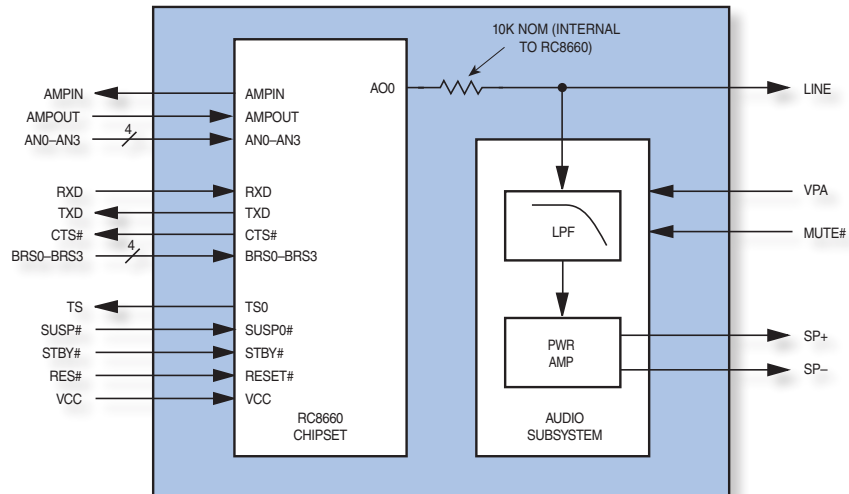 10K NOM (INTERNAL
TO RC8660)
AMPIN
AMPIN
AO0
LINE
AMPOUT
AMPOUT
4
AN0–AN3
AN0–AN3
RXD
RXD
VPA
TXD
TXD
LPF
CTS#
CTS#
MUTE#
4
BRS0–BRS3
BRS0–BRS3
TS
TS0
SUSP#
SUSP0#
SP+
STBY#
STBY#
PWR
AMP
RES#
RESET#
SP–
VCC
VCC
RC8660
CHIPSET
AUDIO
SUBSYSTEM